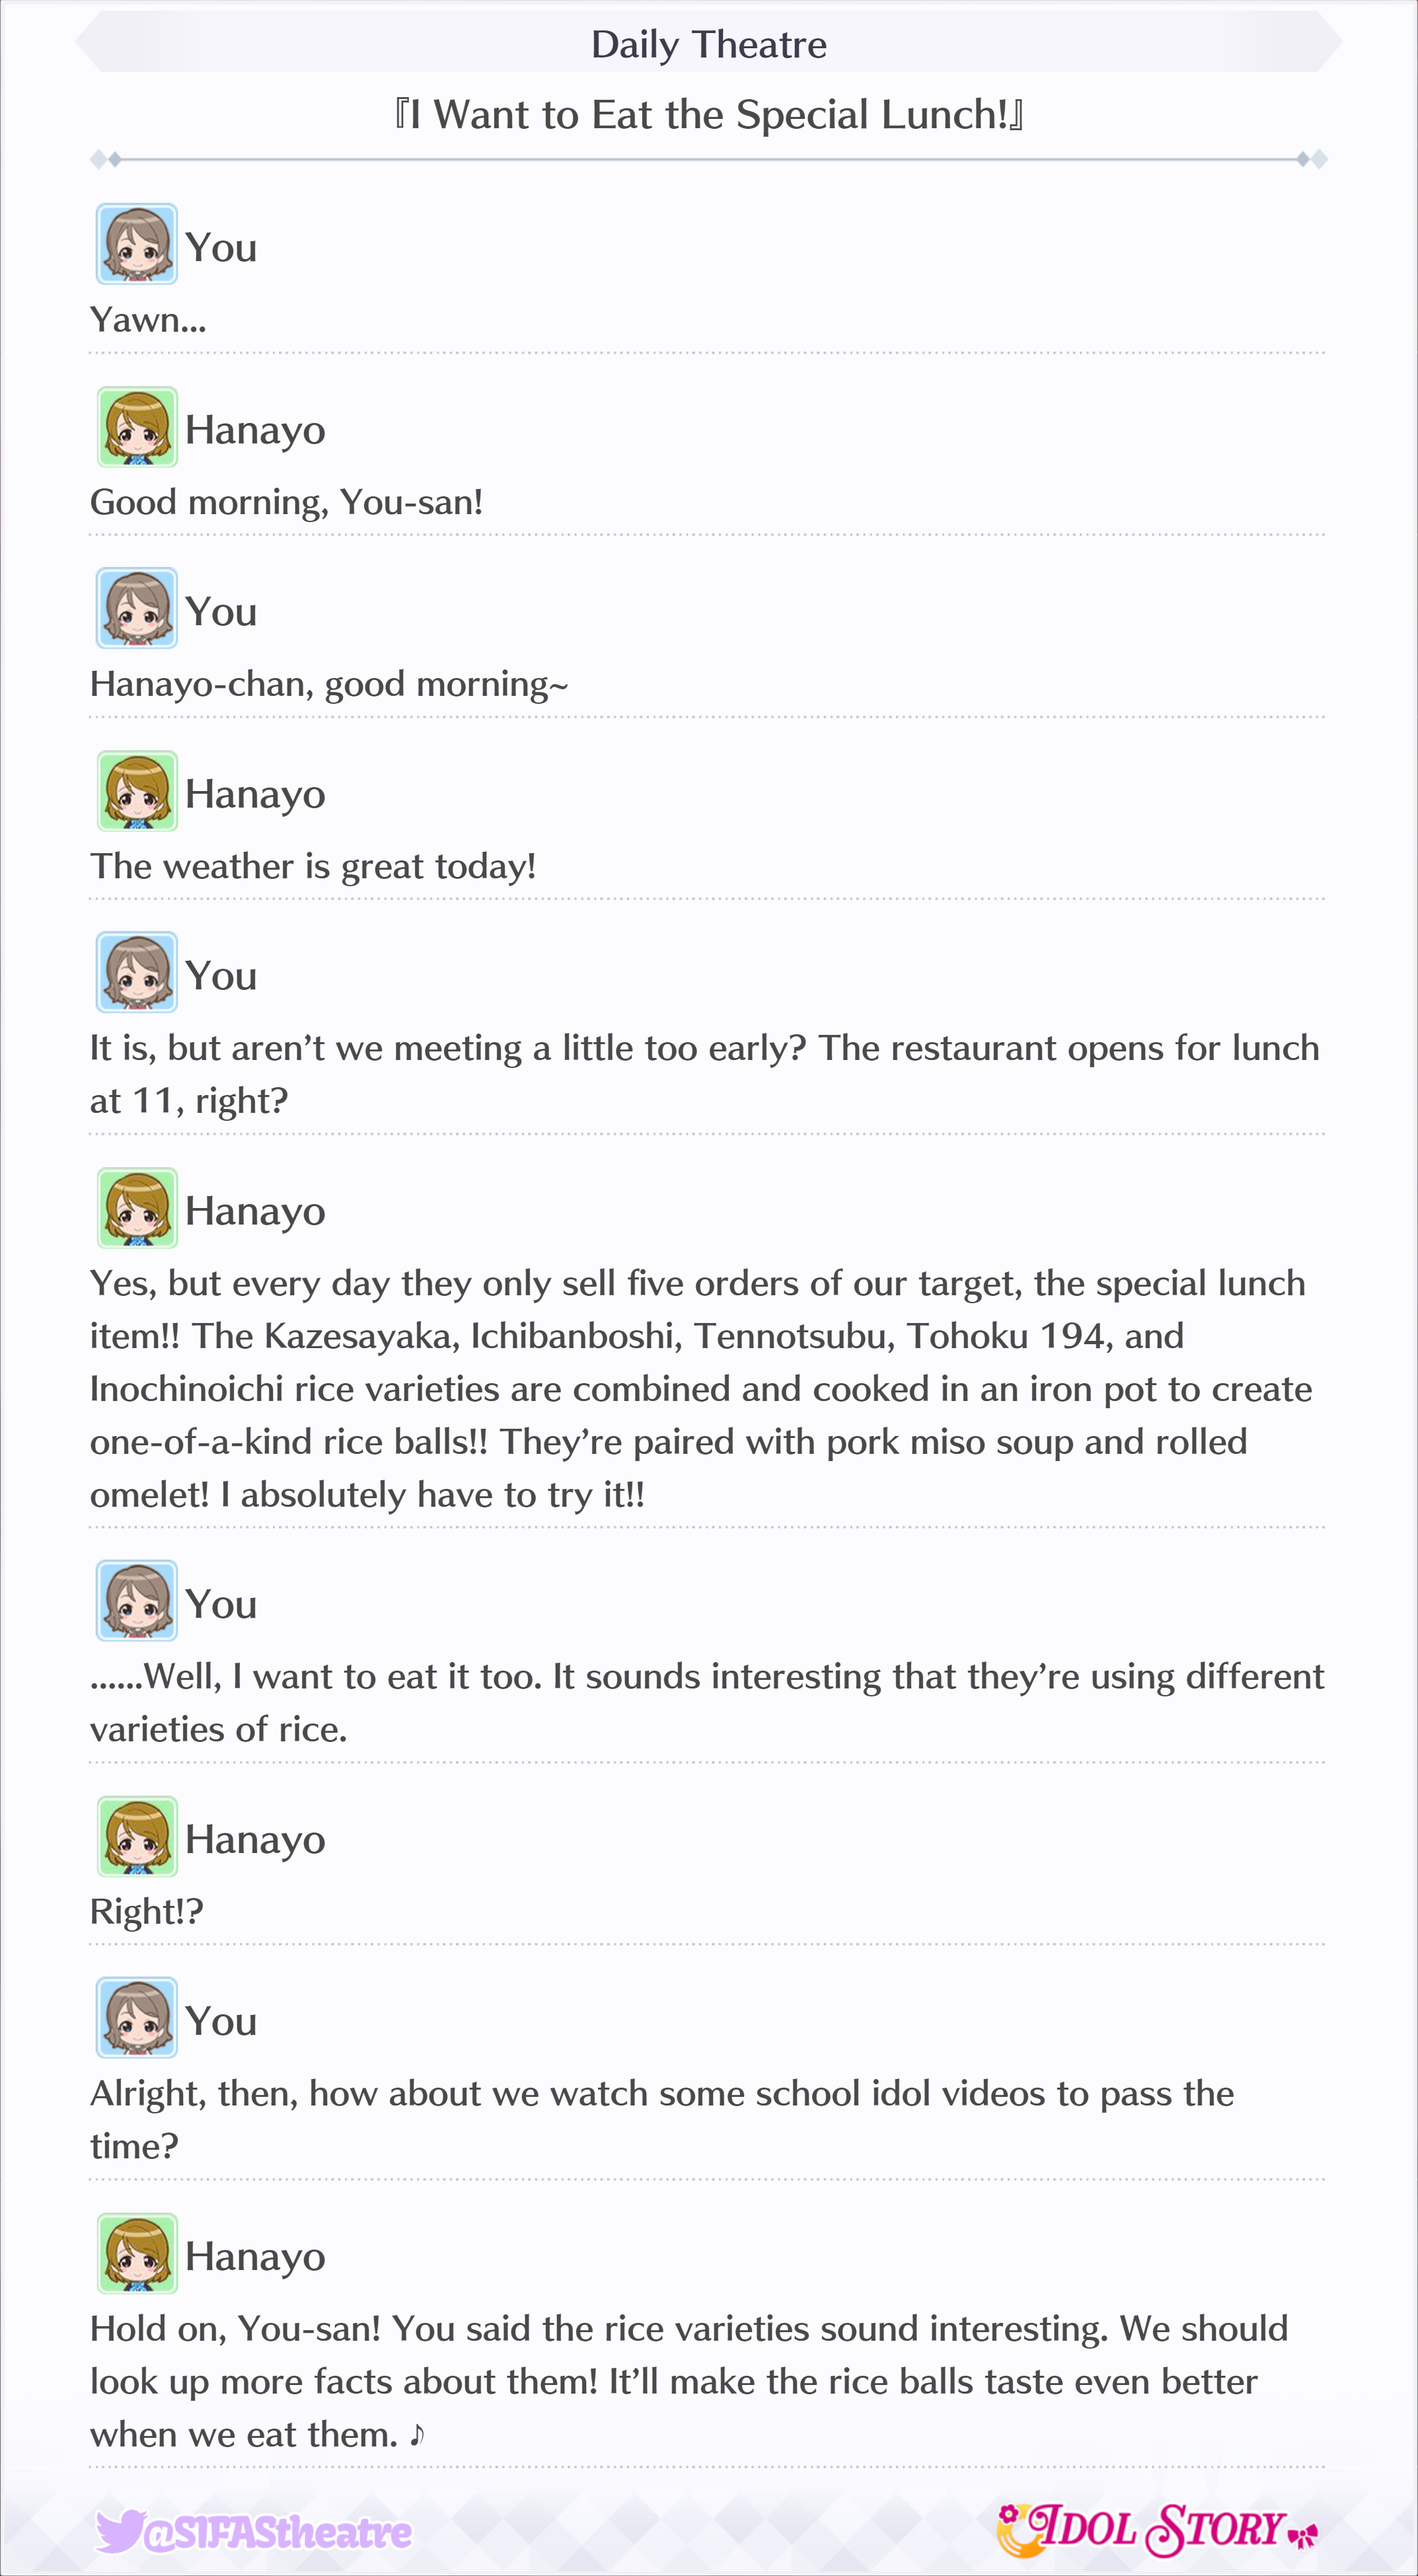 Daily Theatre
『I Want to Eat the Special Lunch!』
You
Yawn...
Hanayo
Good morning, You-san!
You
Hanayo-chan, good morning~
Hanayo
The weather is great today!
You
It is, but aren’t we meeting a little too early? The restaurant opens for lunch
at 11, right?
Hanayo
Yes, but every day they only sell five orders of our target, the special lunch
item!! The Kazesayaka, Ichibanboshi, Tennotsubu, Tohoku 194, and
Inochinoichi rice varieties are combined and cooked in an iron pot to create
one-of-a-kind rice balls!! They’re paired with pork miso soup and rolled
omelet! I absolutely have to try it!!
You
......Well, I want to eat it too. It sounds interesting that they’re using different
varieties of rice.
Hanayo
Right!?
You
Alright, then, how about we watch some school idol videos to pass the
time?
Hanayo
Hold on, You-san! You said the rice varieties sound interesting. We should
look up more facts about them! It’ll make the rice balls taste even better
when we eat them. ♪
@SIFAStheatre
IDOL STORY